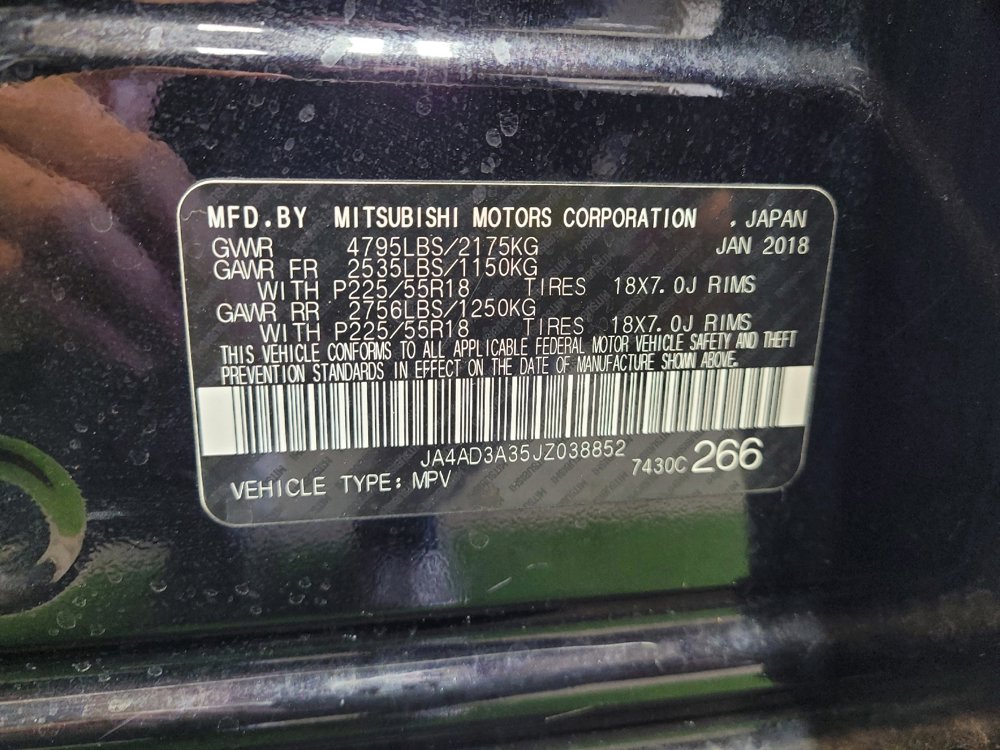 MFD.BY MITSUBISHI MOTORS CORPORATION , JAPAN
GVWR 4795LBS/2175KG JAN 2018
GAWR FR 2535LBS/1150KG
WITH P225/55R18 TIRES 18X7.0J RIMS
GAWR RR 2756LBS/1250KG
WITH P225/55R18 TIRES 18X7.0J RIMS
THIS VEHICLE CONFORMS TO ALL APPLICABLE FEDERAL MOTOR VEHICLE SAFETY AND THEFT
PREVENTION STANDARDS IN EFFECT ON THE DATE OF MANUFACTURE SHOWN ABOVE.
JA4AD3A35JZ038852
7430C 266
VEHICLE TYPE: MPV